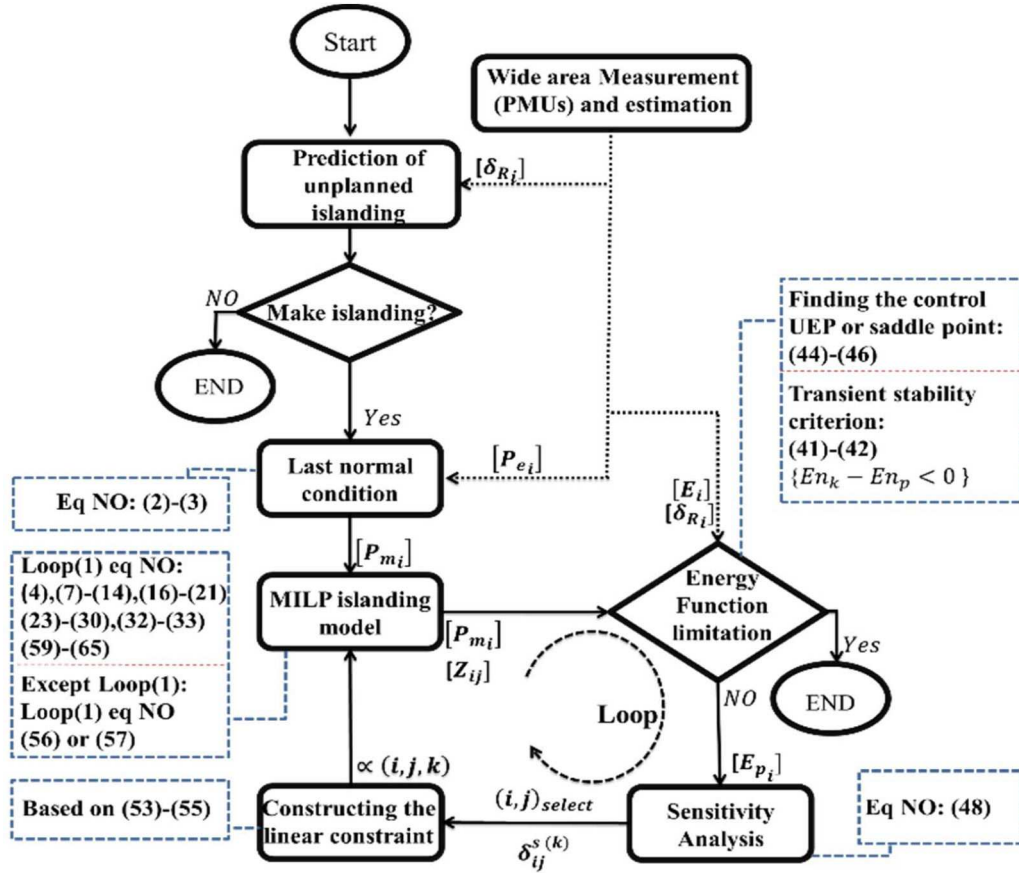 Start
Wide area Measurement
(PMUs) and estimation
Prediction of
unplanned
islanding
[δ_{R_i}]
NO
Make islanding?
END
Yes
Finding the control
UEP or saddle point:
(44)-(46)
Transient stability
criterion:
(41)-(42)
{En_k − En_p < 0 }
Last normal
condition
[P_{e_i}]
Eq NO: (2)-(3)
[E_i]
[δ_{R_i}]
[P_{m_i}]
Loop(1) eq NO:
(4),(7)-(14),(16)-(21)
(23)-(30),(32)-(33)
(59)-(65)
Except Loop(1):
Loop(1) eq NO
(56) or (57)
MILP islanding
model
[P_{m_i}]
[Z_{ij}]
Energy
Function
limitation
Yes
END
NO
Loop
[E_{p_i}]
∝ (i, j, k)
Based on (53)-(55)
Constructing the
linear constraint
(i, j)_{select}
δ_{ij}^{s (k)}
Sensitivity
Analysis
Eq NO: (48)